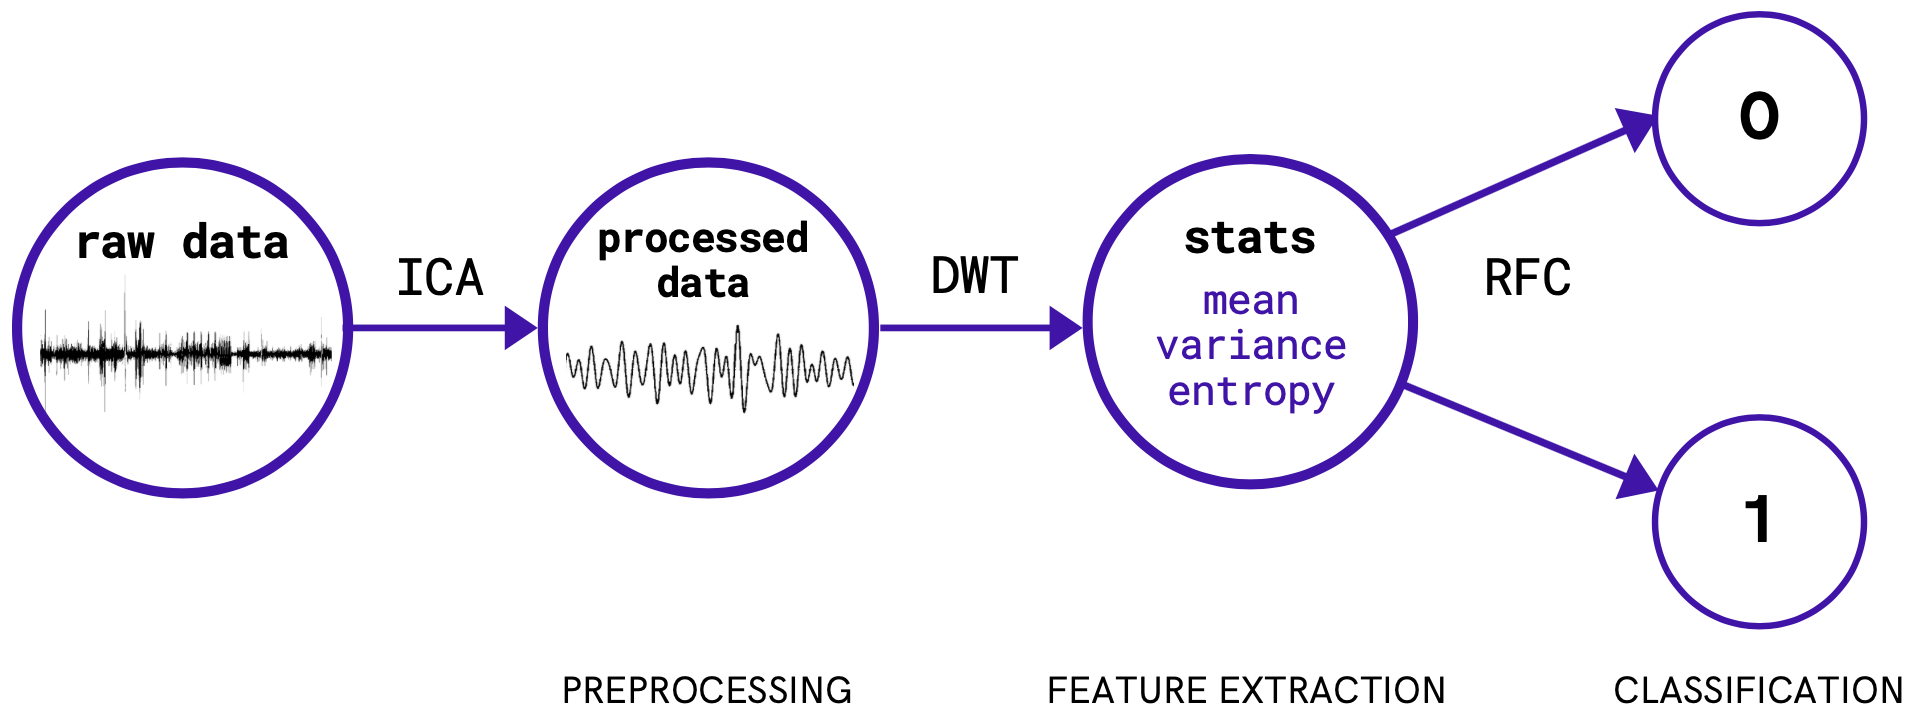 raw data
ICA
processed
data
DWT
stats
mean
variance
entropy
RFC
0
1
PREPROCESSING
FEATURE EXTRACTION
CLASSIFICATION